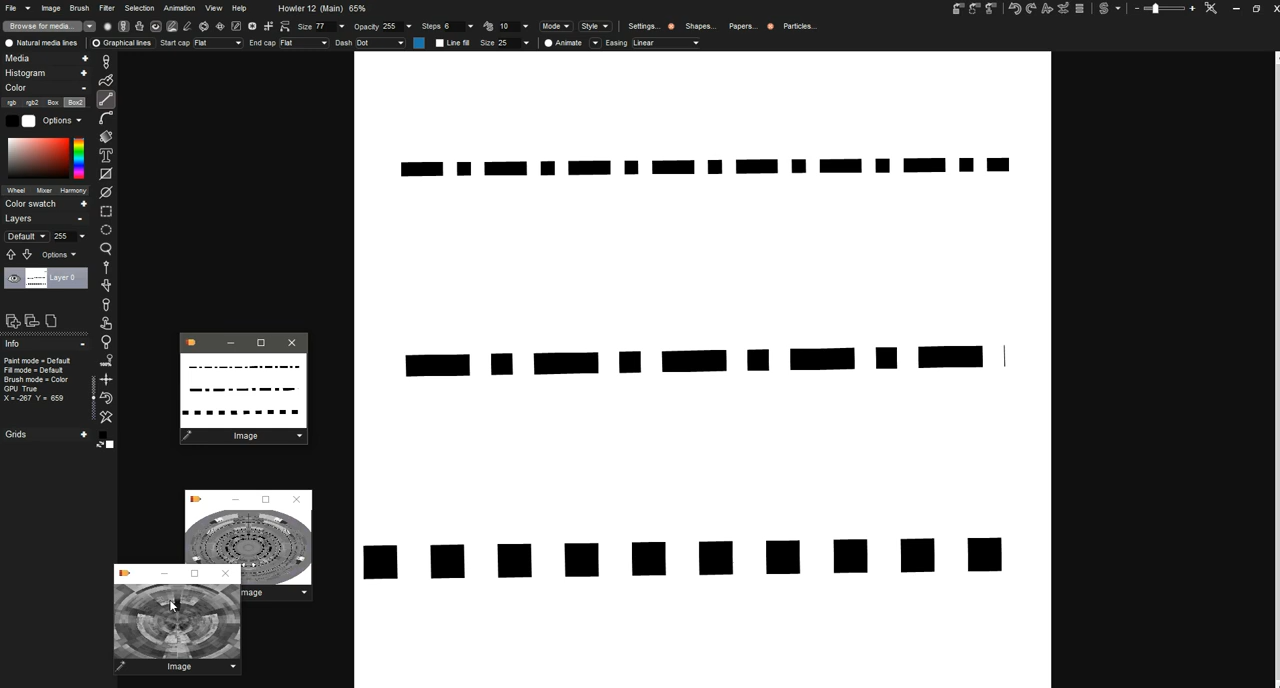 File Image Brush Filter Selection Animation View Help Howler 12 (Main) 65%
Browse for media... Size 77 Opacity 255 Steps 6 10 Mode Style Settings... Shapes... Papers... Particles...
Natural media lines Graphical lines Start cap Flat End cap Flat Dash Dot Line fill Size 25 Animate Easing Linear
Media +
Histogram +
Color -
rgb rgb2 Box Box2
Options
Wheel Mixer Harmony
Color swatch +
Layers -
Default 255
Options
Layer 0
Info -
Paint mode = Default
Fill mode = Default
Brush mode = Color
GPU True
X = -267 Y = 659
100%
Grids +
Image
mage
Image